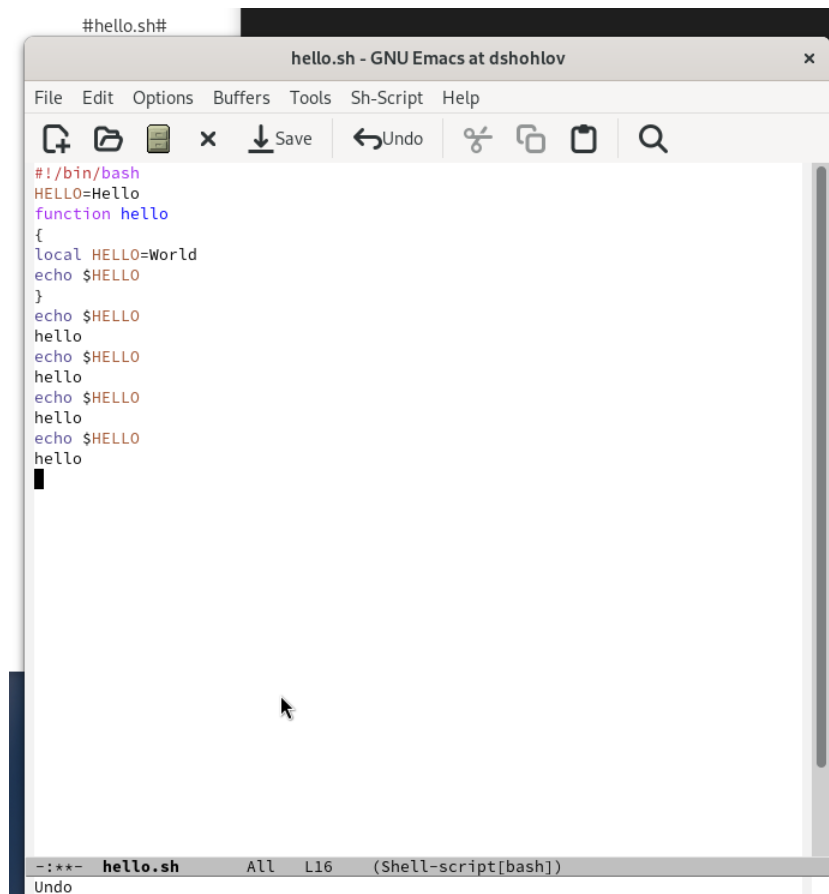 #hello.sh#
hello.sh - GNU Emacs at dshohlov
File Edit Options Buffers Tools Sh-Script Help
Save Undo
#!/bin/bash
HELLO=Hello
function hello
{
local HELLO=World
echo $HELLO
}
echo $HELLO
hello
echo $HELLO
hello
echo $HELLO
hello
echo $HELLO
hello
-:**- hello.sh All L16 (Shell-script[bash])
Undo